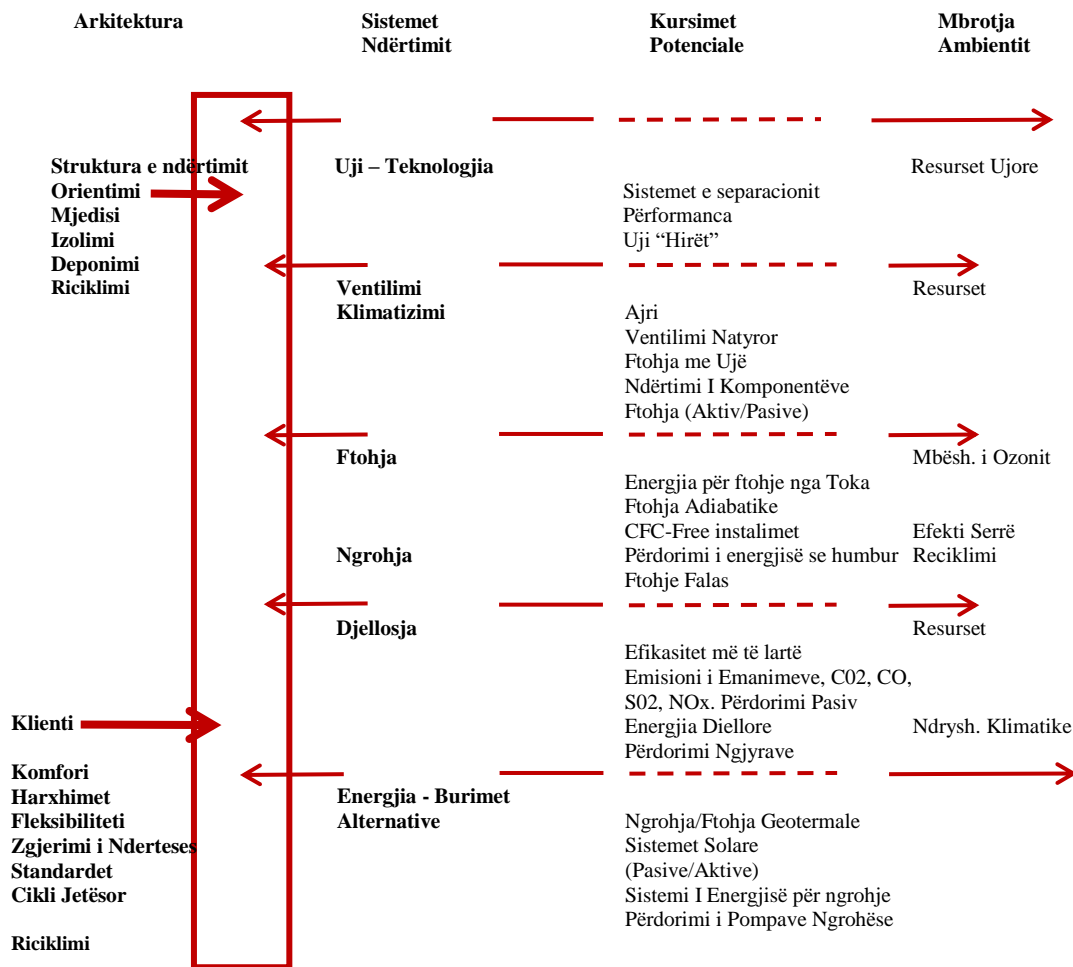 Arkitektura
Sistemet
Ndërtimit
Kursimet
Potenciale
Mbrotja
Ambientit
Struktura e ndërtimit
Orientimi
Mjedisi
Izolimi
Deponimi
Riciklimi
Uji – Teknologjia
Resurset Ujore
Sistemet e separacionit
Përformanca
Uji “Hirët”
Ventilimi
Klimatizimi
Resurset
Ajri
Ventilimi Natyror
Ftohja me Ujë
Ndërtimi I Komponentëve
Ftohja (Aktiv/Pasive)
Ftohja
Mbësh. i Ozonit
Energjia për ftohje nga Toka
Ftohja Adiabatike
CFC-Free instalimet
Efekti Serrë
Ngrohja
Përdorimi i energjisë se humbur
Reciklimi
Ftohje Falas
Djellosja
Resurset
Efikasitet më të lartë
Emisioni i Emanimeve, C02, CO,
S02, NOx. Përdorimi Pasiv
Energjia Diellore
Përdorimi Ngjyrave
Ndrysh. Klimatike
Klienti
Komfori
Harxhimet
Fleksibiliteti
Zgjerimi i Nderteses
Standardet
Cikli Jetësor
Riciklimi
Energjia - Burimet
Alternative
Ngrohja/Ftohja Geotermale
Sistemet Solare
(Pasive/Aktive)
Sistemi I Energjisë për ngrohje
Përdorimi i Pompave Ngrohëse